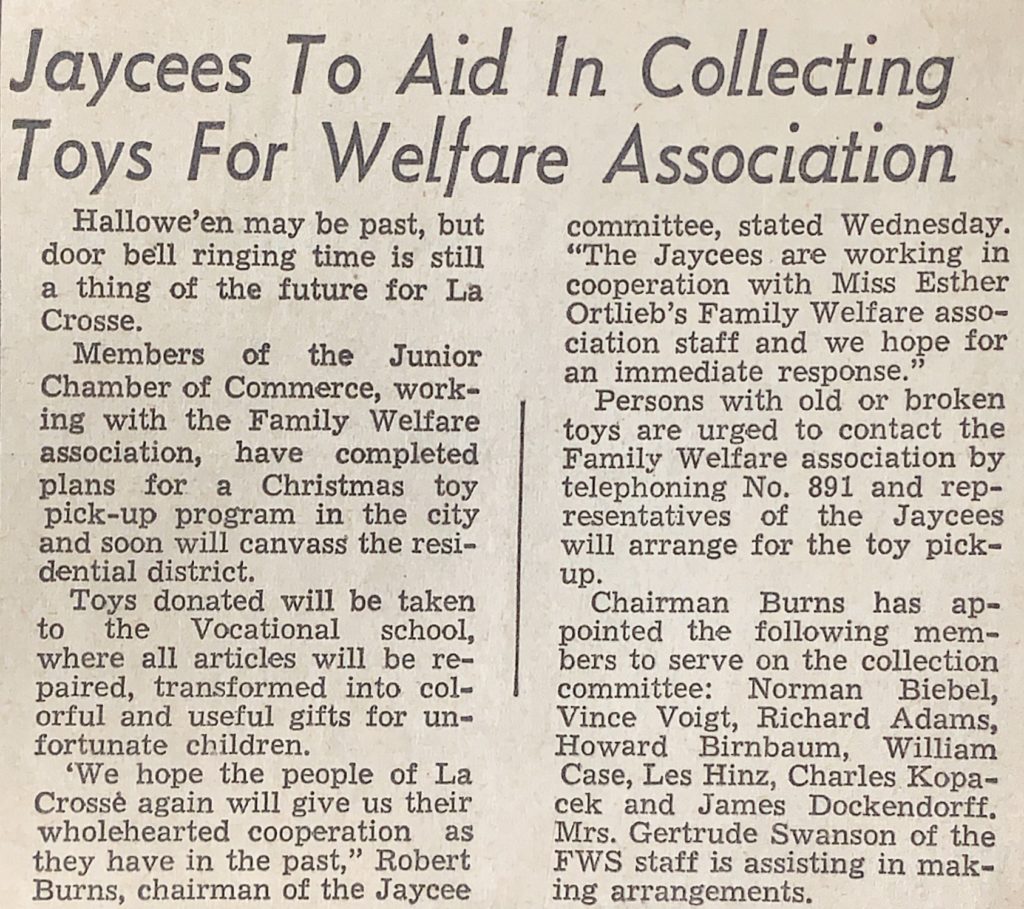 Jaycees To Aid In Collecting
Toys For Welfare Association
Hallowe'en may be past, but
door bell ringing time is still
a thing of the future for La
Crosse.
Members of the Junior
Chamber of Commerce, work-
ing with the Family Welfare
association, have completed
plans for a Christmas toy
pick-up program in the city
and soon will canvass the resi-
dential district.
Toys donated will be taken
to the Vocational school,
where all articles will be re-
paired, transformed into col-
orful and useful gifts for un-
fortunate children.
'We hope the people of La
Crosse again will give us their
wholehearted cooperation as
they have in the past," Robert
Burns, chairman of the Jaycee
committee, stated Wednesday.
"The Jaycees are working in
cooperation with Miss Esther
Ortlieb's Family Welfare asso-
ciation staff and we hope for
an immediate response."
Persons with old or broken
toys are urged to contact the
Family Welfare association by
telephoning No. 891 and rep-
resentatives of the Jaycees
will arrange for the toy pick-
up.
Chairman Burns has ap-
pointed the following mem-
bers to serve on the collection
committee: Norman Biebel,
Vince Voigt, Richard Adams,
Howard Birnbaum, William
Case, Les Hinz, Charles Kopa-
cek and James Dockendorff.
Mrs. Gertrude Swanson of the
FWS staff is assisting in mak-
ing arrangements.